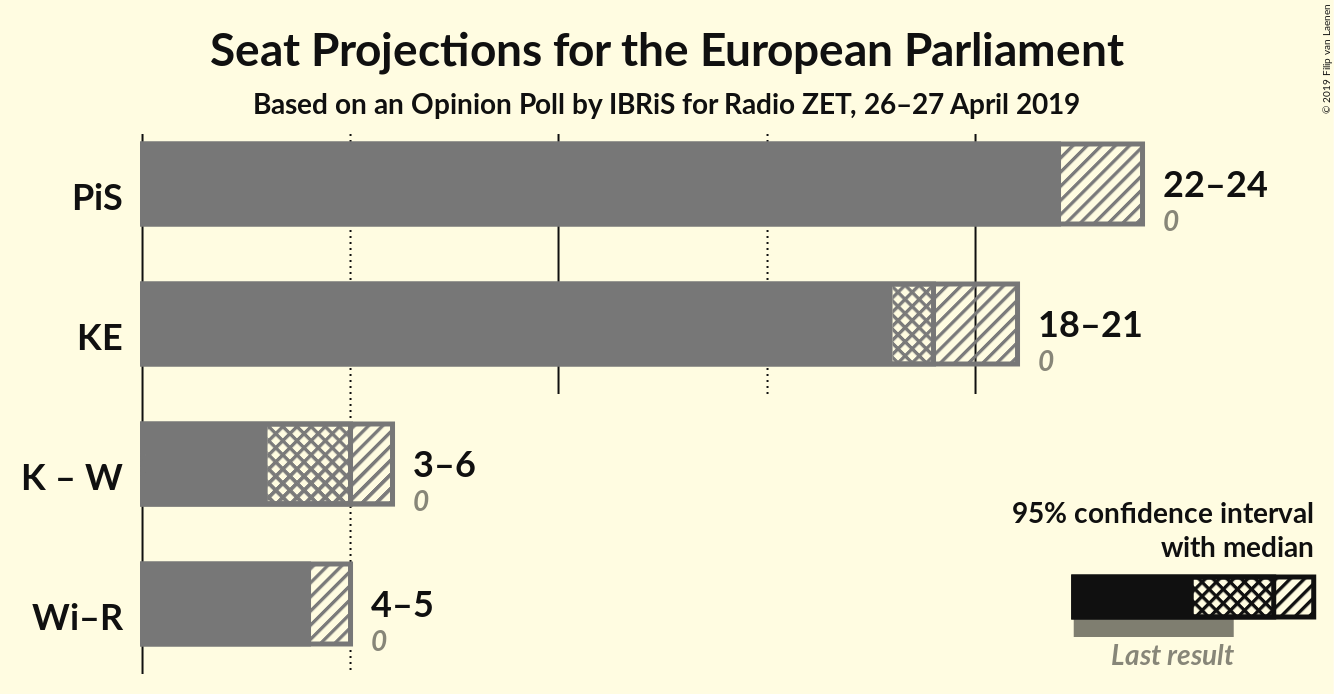 Seat Projections for the European Parliament
Based on an Opinion Poll by IBRiS for Radio ZET, 26–27 April 2019
© 2019 Filip van Laenen
PiS
22–24
0
KE
18–21
0
K – W
3–6
0
Wi–R
4–5
0
95% confidence interval
with median
Last result